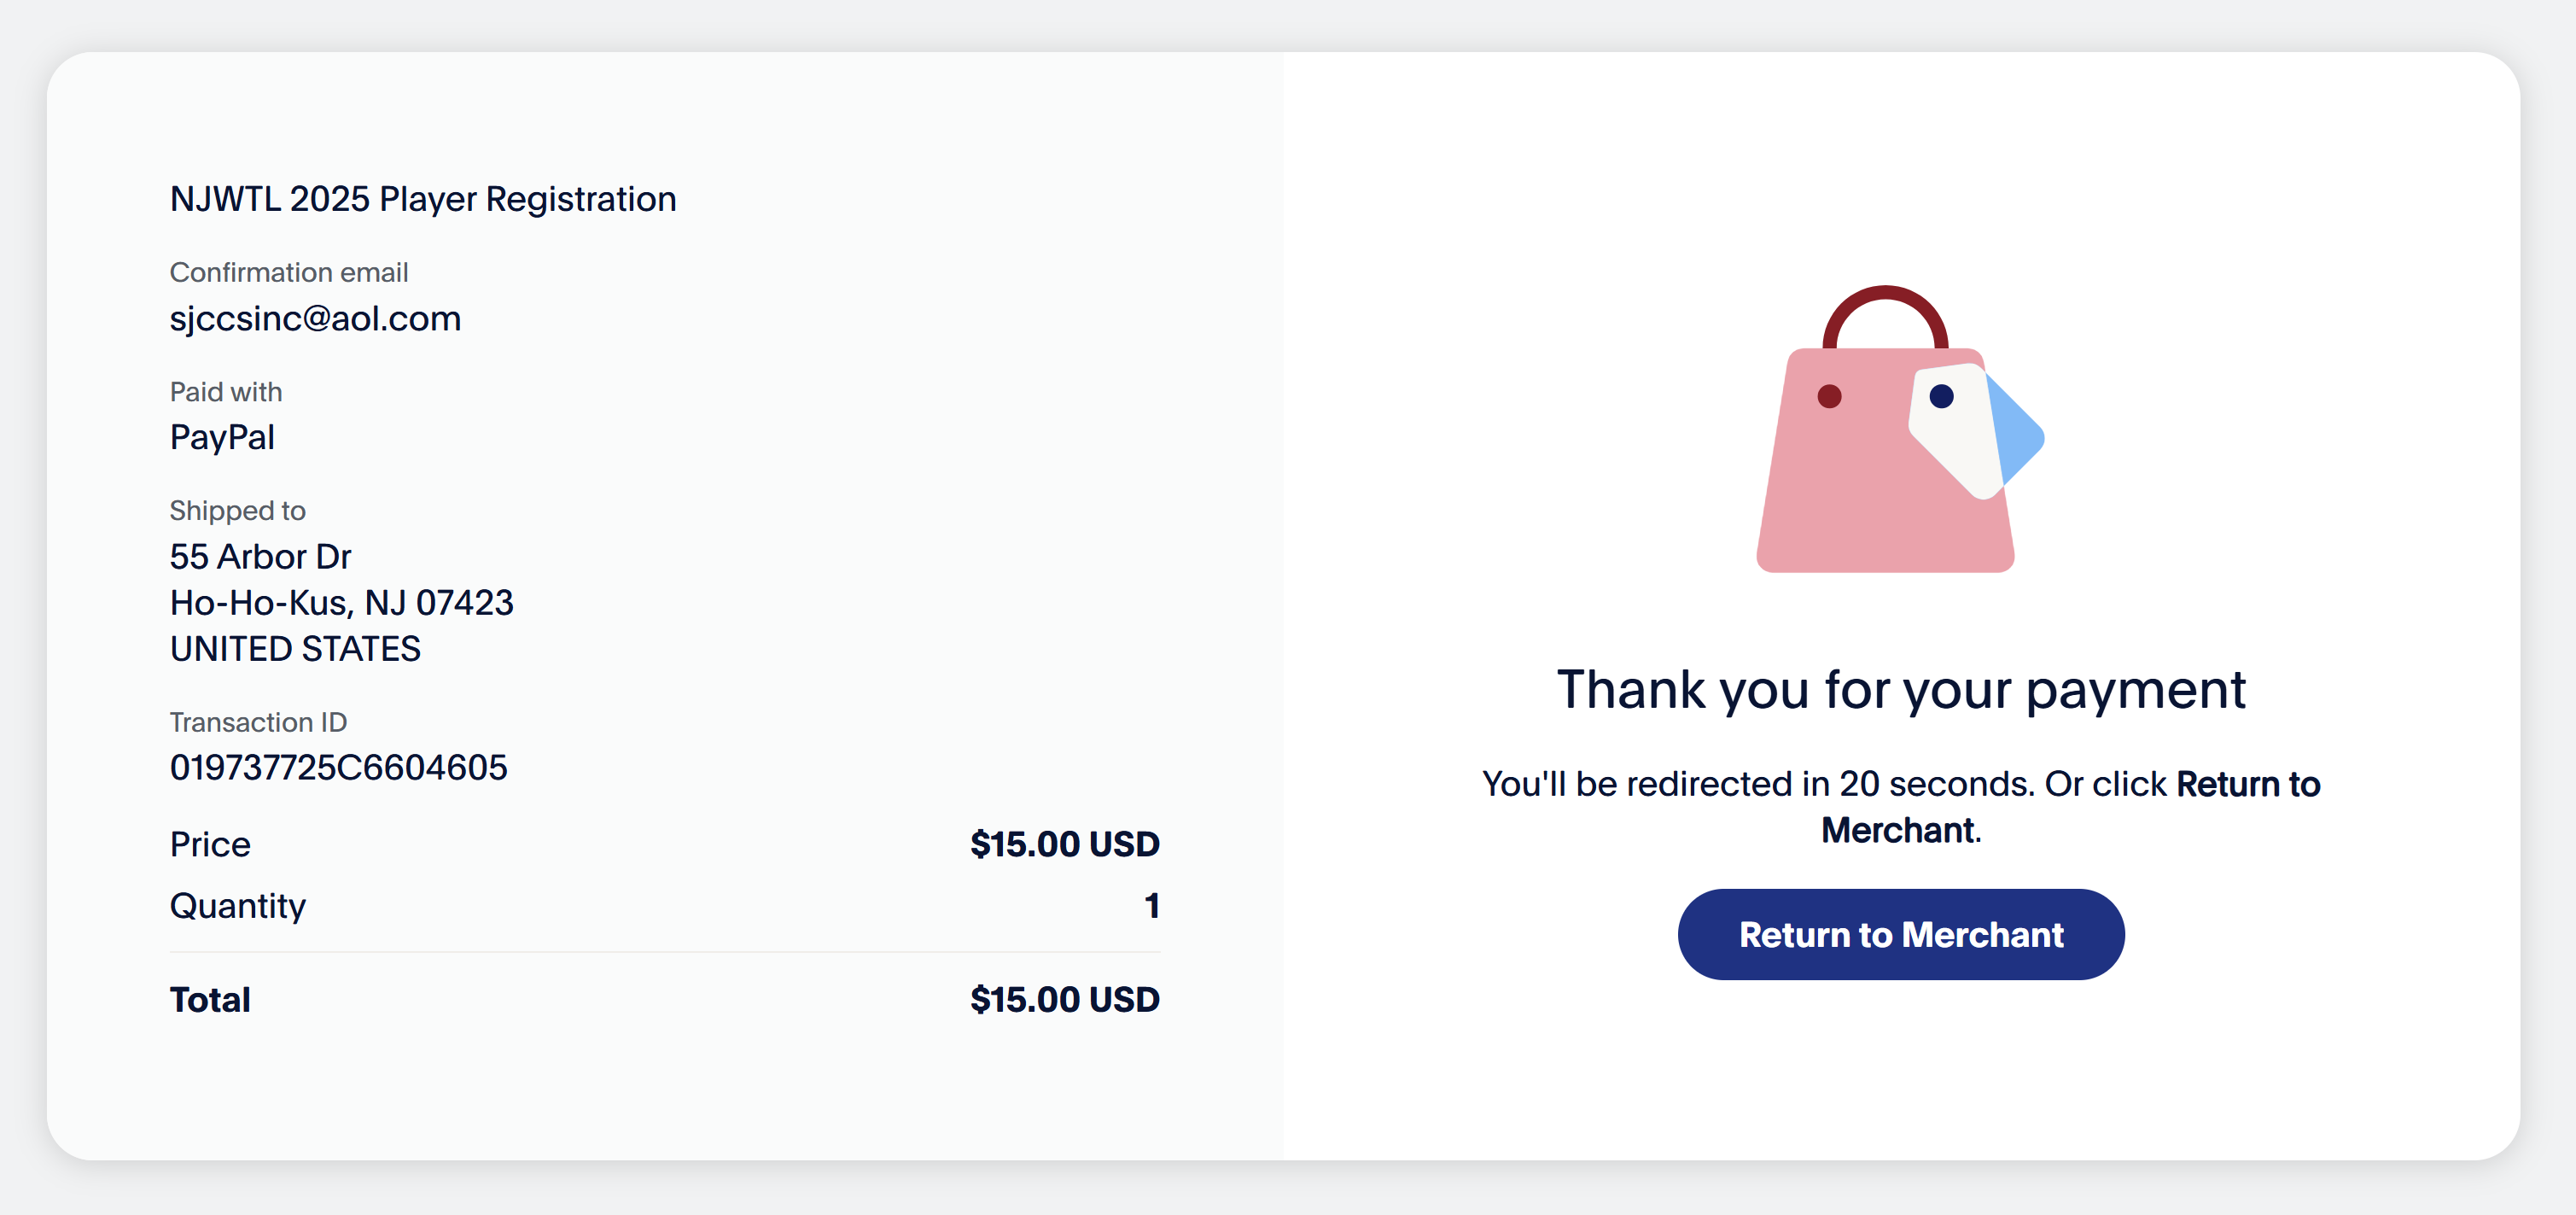 NJWTL 2025 Player Registration
Confirmation email
sjccsinc@aol.com
Paid with
PayPal
Shipped to
55 Arbor Dr
Ho-Ho-Kus, NJ 07423
UNITED STATES
Transaction ID
019737725C6604605
Price $15.00 USD
Quantity 1
Total $15.00 USD
Thank you for your payment
You'll be redirected in 20 seconds. Or click Return to
Merchant.
Return to Merchant